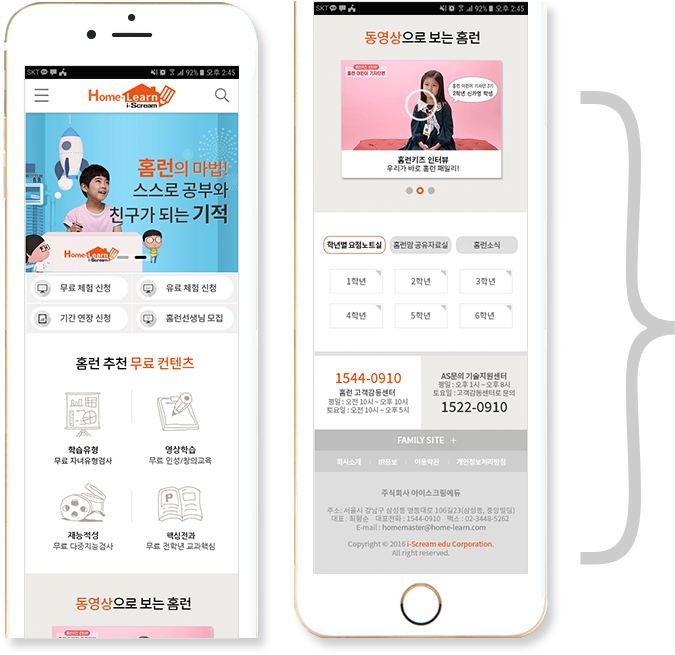 SKT 92% 오후 2:45
Home-Learn
i-Scream
홈런의 마법!
스스로 공부와
친구가 되는 기적
Home-Learn
i-Scream
무료 체험 신청
유료 체험 신청
기간 연장 신청
홈런선생님 모집
홈런 추천 무료 컨텐츠
학습유형
무료 자녀유형검사
영상학습
무료 인성/창의교육
재능적성
무료 다중지능검사
핵심전과
무료 전학년 교과핵심
동영상으로 보는 홈런
SKT 92% 오후 2:45
동영상으로 보는 홈런
홈런 어린이 기자단편
홈런 어린이 기자단 2기
2학년 신가영 학생
홈런키즈 인터뷰
우리가 바로 홈런 패밀리!
학년별 요점노트실
홈런맘 공유자료실
홈런소식
1학년
2학년
3학년
4학년
5학년
6학년
1544-0910
홈런 고객감동센터
평일 : 오전 10시 ~ 오후 10시
토요일 : 오전 10시 ~ 오후 5시
AS문의 기술지원센터
평일 : 오후 1시 ~ 오후 8시
토요일 : 고객감동센터로 문의
1522-0910
FAMILY SITE +
회사소개 | IR정보 | 이용약관 | 개인정보처리방침
주식회사 아이스크림에듀
주소: 서울시 강남구 삼성동 영동대로 106길23(삼성동, 중앙빌딩)
대표 : 최형순 대표전화 : 1544-0910 팩스 : 02-3448-5262
E-mail : homemaster@home-learn.com
Copyright © 2016 i-Scream edu Corporation.
All right reserved.